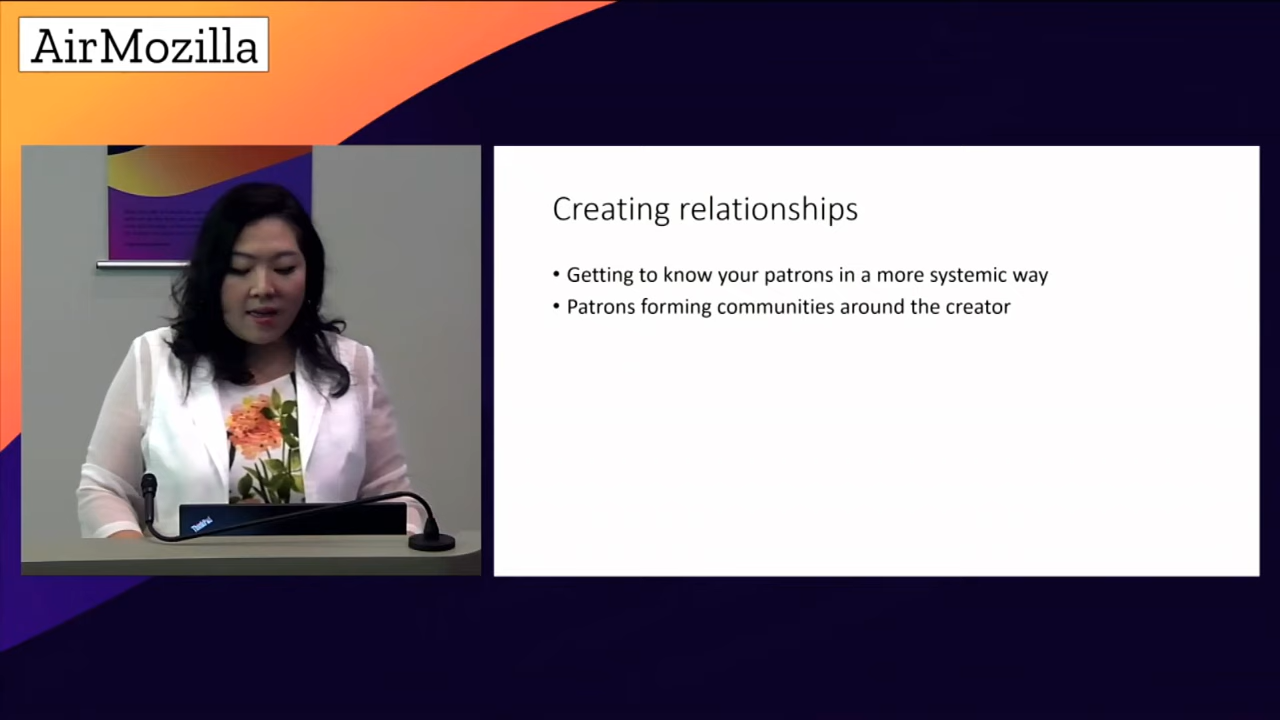 AirMozilla
Creating relationships
• Getting to know your patrons in a more systemic way
• Patrons forming communities around the creator
ThinkPad